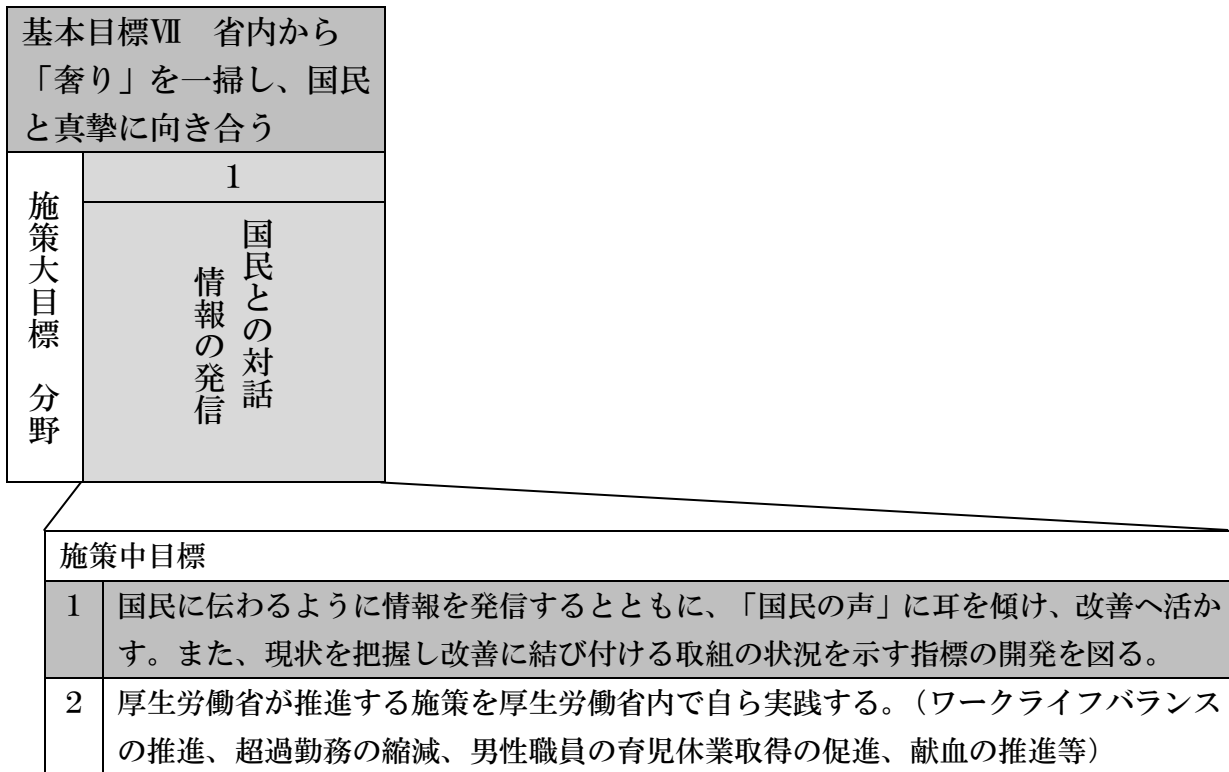 基本目標Ⅶ　省内から
「奢り」を一掃し、国民
と真摯に向き合う
施策大目標　分野
1
国民との対話
情報の発信
施策中目標
1 国民に伝わるように情報を発信するとともに、「国民の声」に耳を傾け、改善へ活か
す。また、現状を把握し改善に結び付ける取組の状況を示す指標の開発を図る。
2 厚生労働省が推進する施策を厚生労働省内で自ら実践する。（ワークライフバランス
の推進、超過勤務の縮減、男性職員の育児休業取得の促進、献血の推進等）